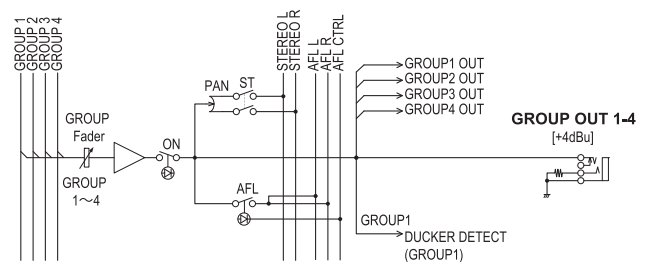 GROUP 1
GROUP 2
GROUP 3
GROUP 4
STEREO L
STEREO R
AFL L
AFL R
AFL CTRL
GROUP1 OUT
GROUP2 OUT
GROUP3 OUT
GROUP4 OUT
PAN
ST
GROUP OUT 1-4
[+4dBu]
GROUP
Fader
ON
GROUP
1～4
AFL
GROUP1
DUCKER DETECT
(GROUP1)